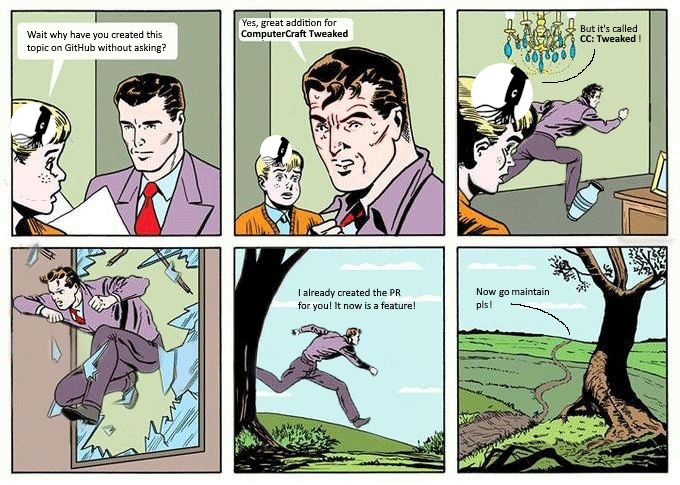 Wait why have you created this
topic on GitHub without asking?
Yes, great addition for
ComputerCraft Tweaked
But it's called
CC: Tweaked !
I already created the PR
for you! It now is a feature!
Now go maintain
pls!